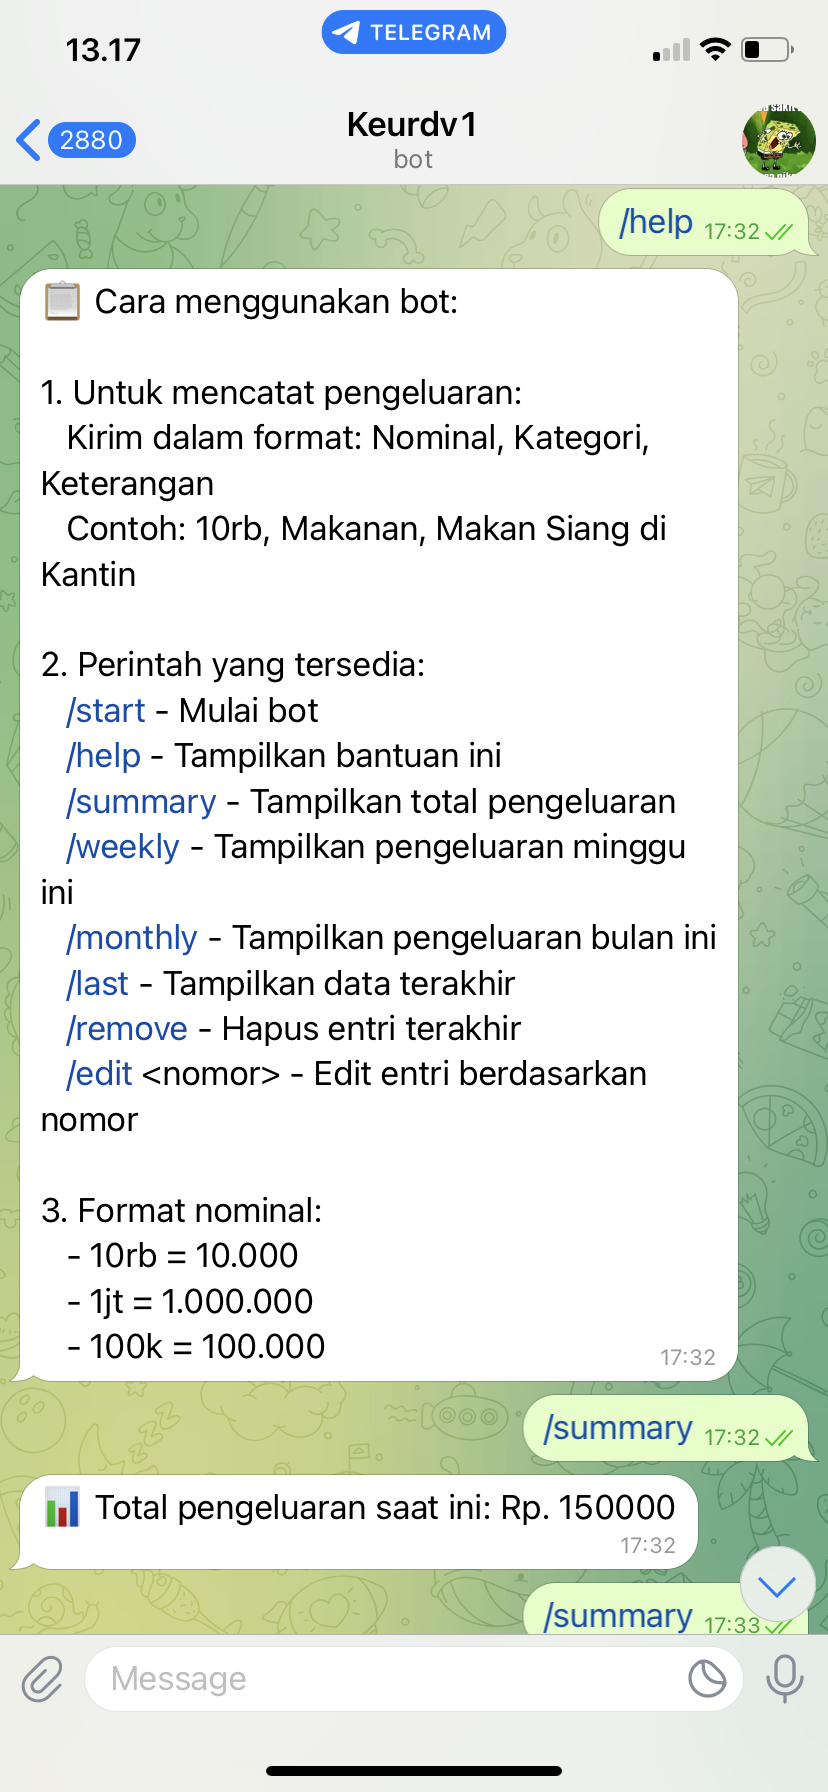 13.17
TELEGRAM
2880
Keurdv1
bot
/help 17:32
📋 Cara menggunakan bot:
1. Untuk mencatat pengeluaran:
Kirim dalam format: Nominal, Kategori,
Keterangan
Contoh: 10rb, Makanan, Makan Siang di
Kantin
2. Perintah yang tersedia:
/start - Mulai bot
/help - Tampilkan bantuan ini
/summary - Tampilkan total pengeluaran
/weekly - Tampilkan pengeluaran minggu
ini
/monthly - Tampilkan pengeluaran bulan ini
/last - Tampilkan data terakhir
/remove - Hapus entri terakhir
/edit <nomor> - Edit entri berdasarkan
nomor
3. Format nominal:
- 10rb = 10.000
- 1jt = 1.000.000
- 100k = 100.000
17:32
/summary 17:32
📊 Total pengeluaran saat ini: Rp. 150000
17:32
/summary 17:33
Message